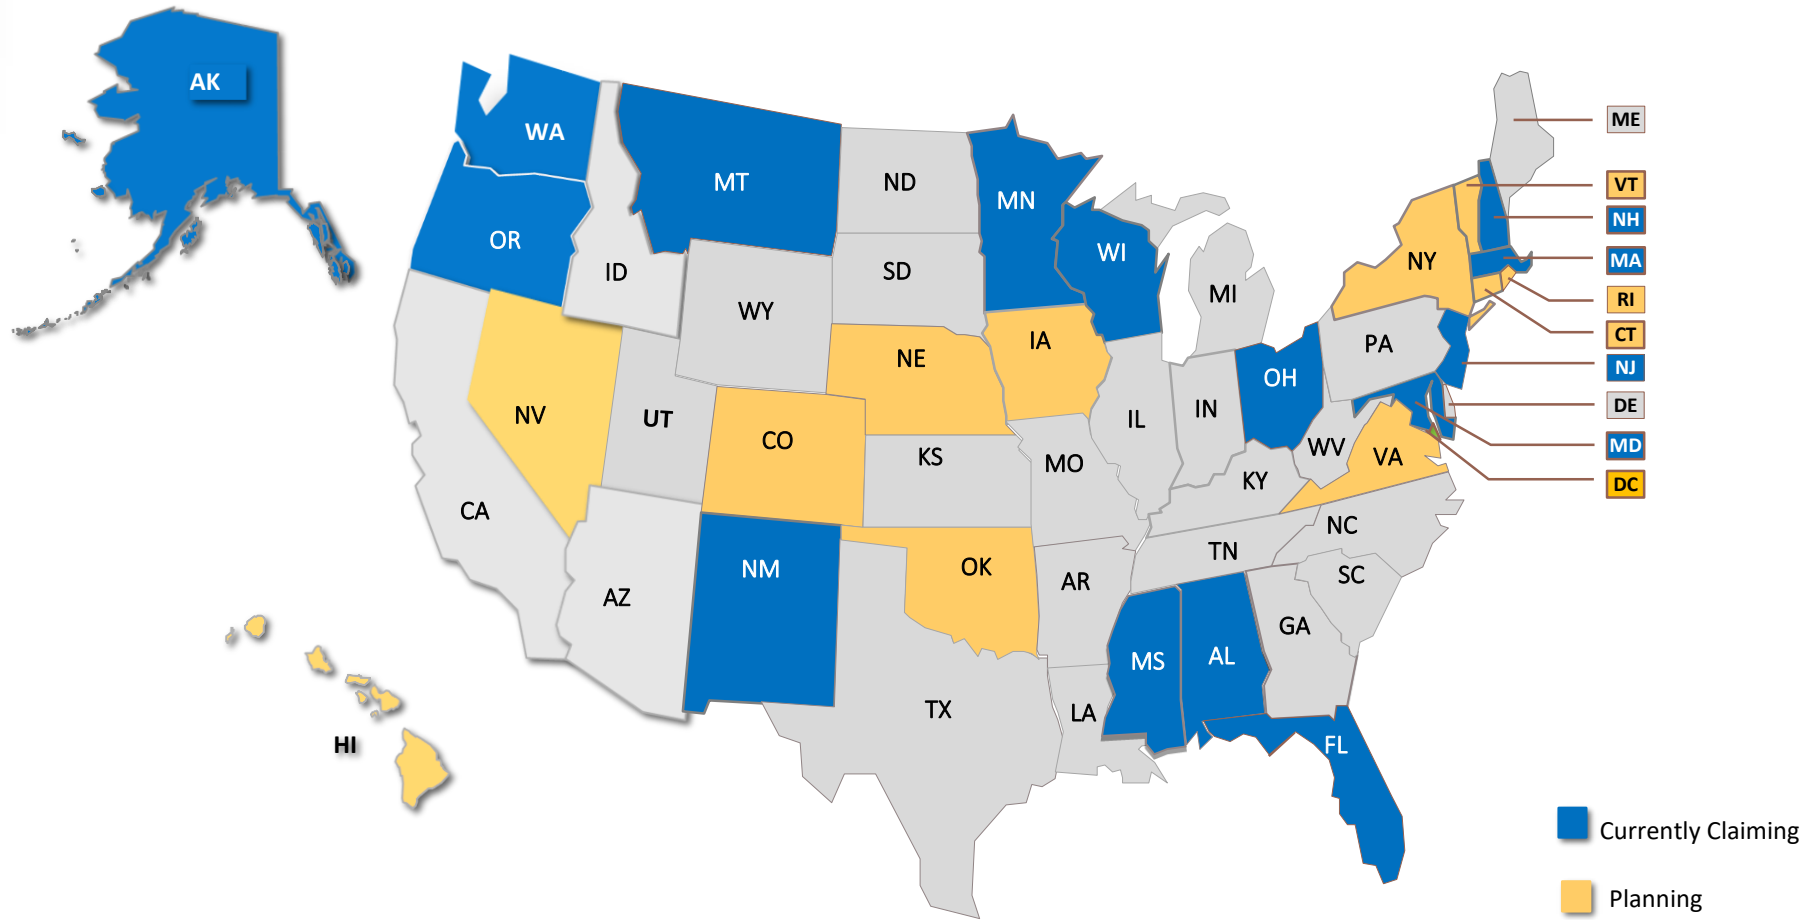 AK
WA
MT
ND
MN
OR
ID
SD
WI
WY
MI
NY
ME
VT
NH
MA
RI
CT
NJ
DE
MD
DC
NV
UT
CO
NE
IA
IL
IN
OH
PA
WV
VA
KS
MO
KY
CA
AZ
NM
OK
AR
TN
NC
SC
MS
AL
GA
TX
LA
FL
HI
Currently Claiming
Planning